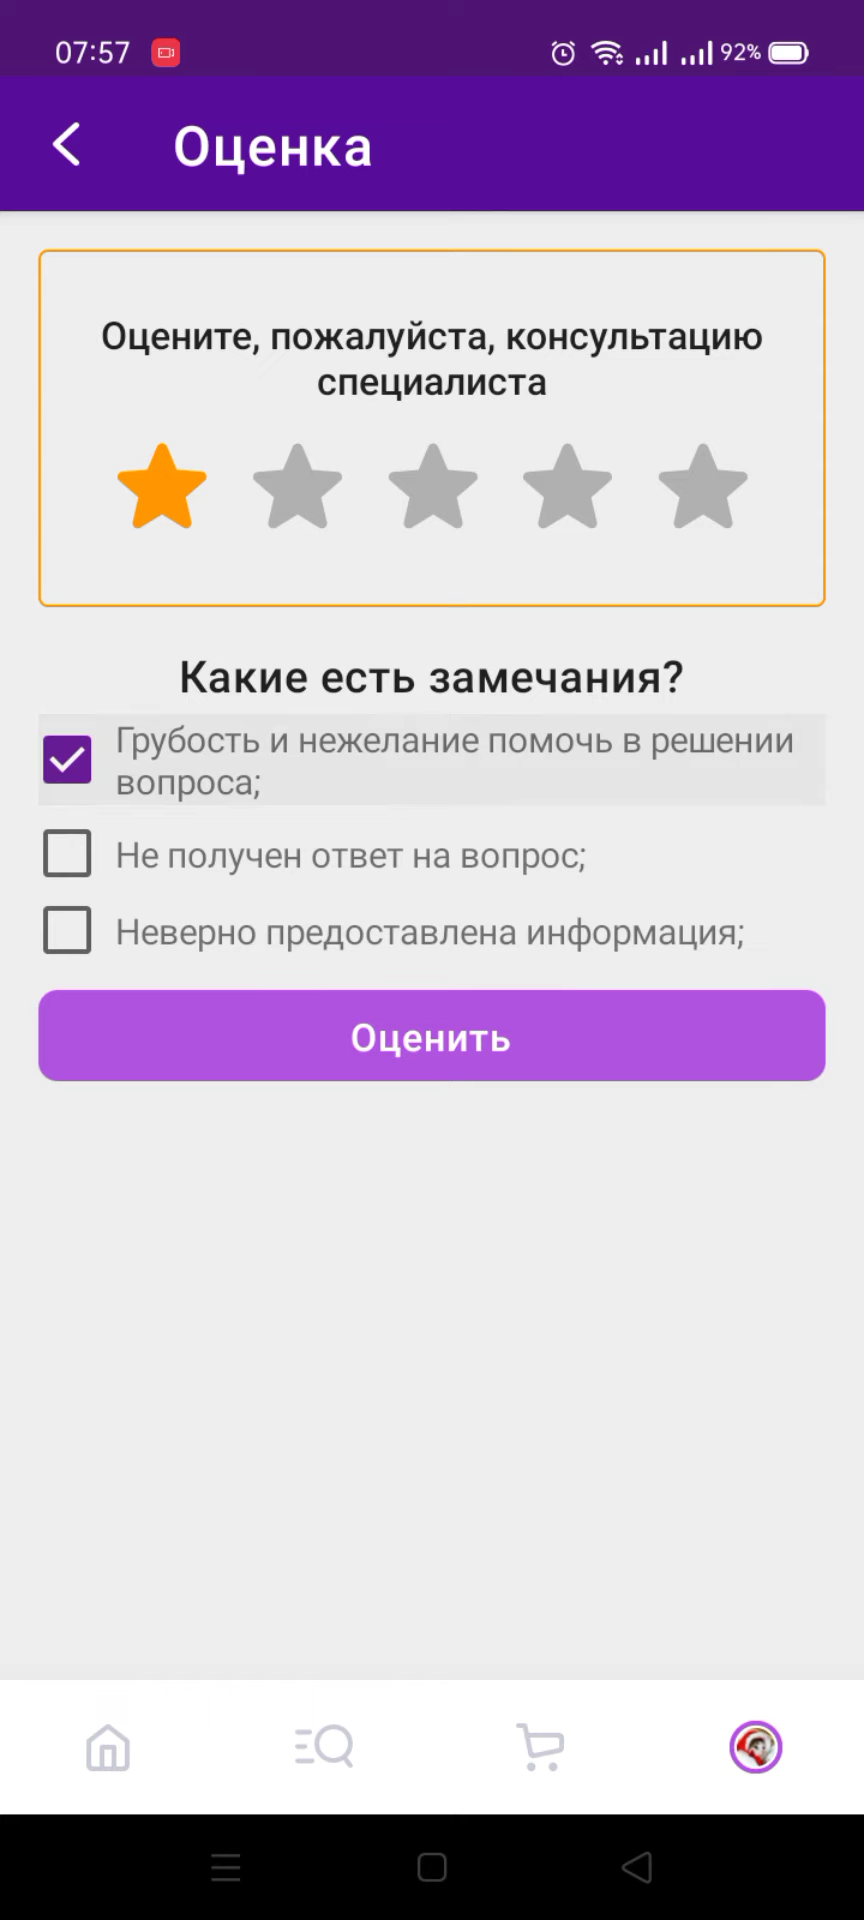 07:57
92%
Оценка
Оцените, пожалуйста, консультацию
специалиста
Какие есть замечания?
Грубость и нежелание помочь в решении
вопроса;
Не получен ответ на вопрос;
Неверно предоставлена информация;
Оценить